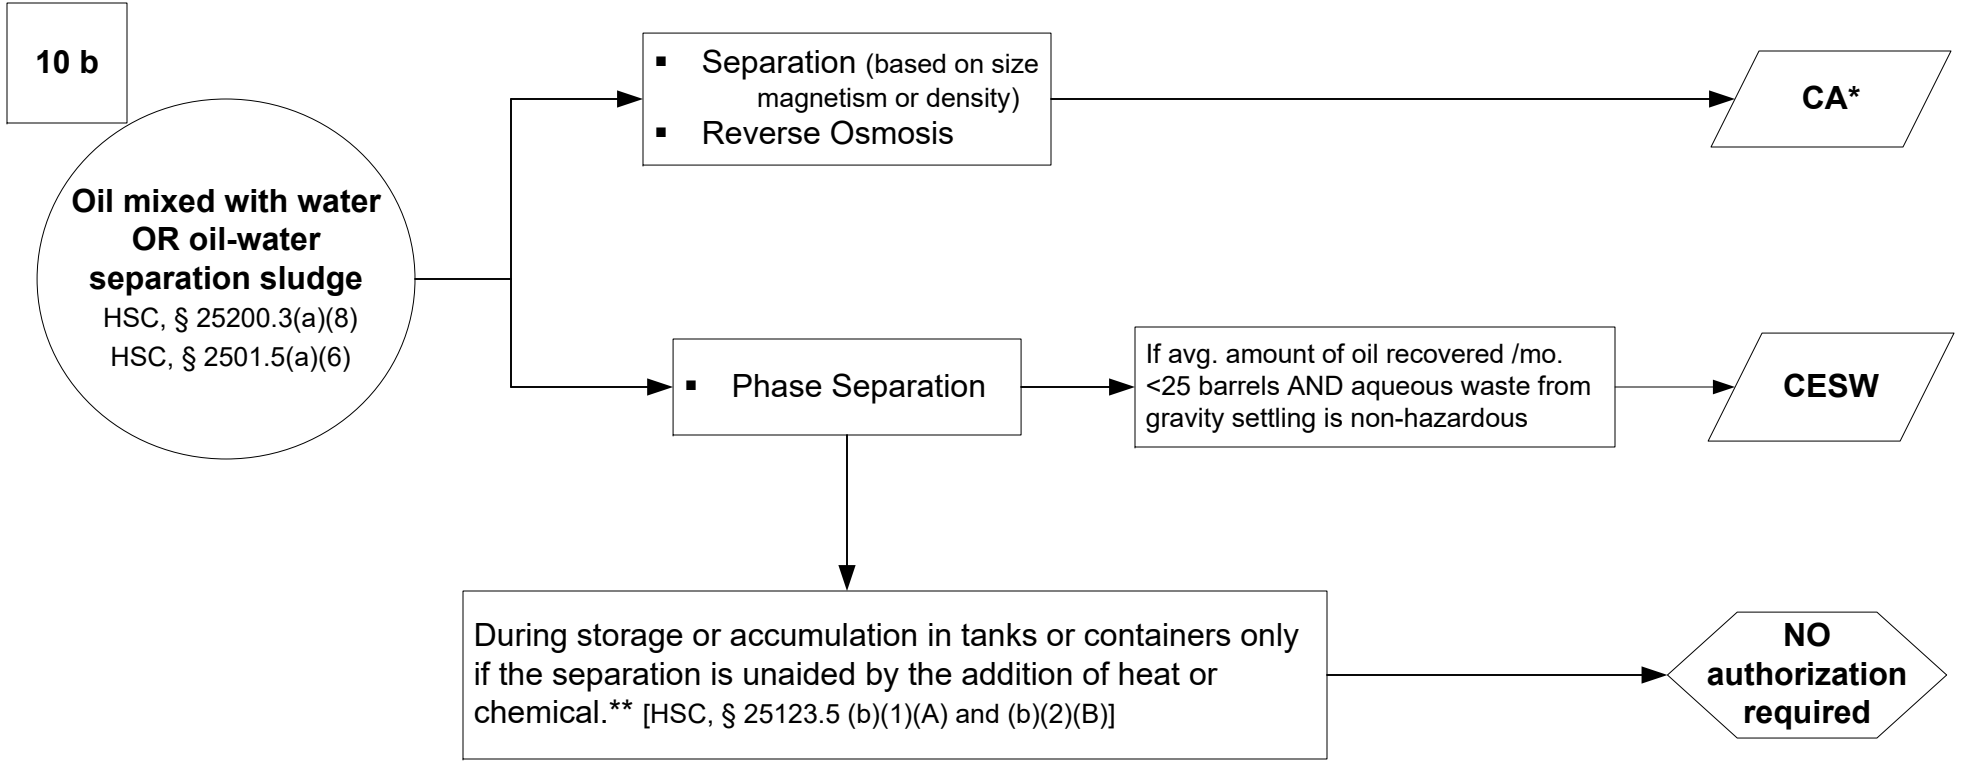 10 b
Oil mixed with water
OR oil-water
separation sludge
HSC, § 25200.3(a)(8)
HSC, § 2501.5(a)(6)
▪ Separation (based on size
magnetism or density)
▪ Reverse Osmosis
CA*
▪ Phase Separation
If avg. amount of oil recovered /mo.
<25 barrels AND aqueous waste from
gravity settling is non-hazardous
CESW
During storage or accumulation in tanks or containers only
if the separation is unaided by the addition of heat or
chemical.** [HSC, § 25123.5 (b)(1)(A) and (b)(2)(B)]
NO
authorization
required